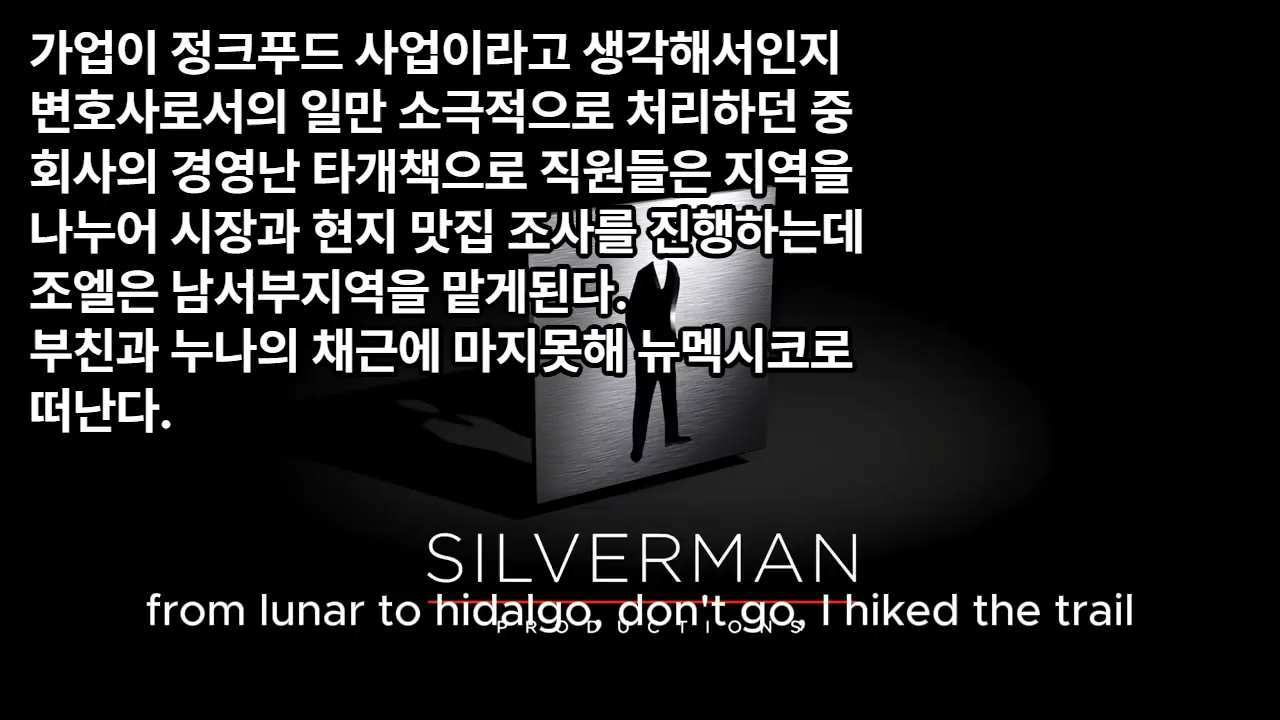 가업이 정크푸드 사업이라고 생각해서인지
변호사로서의 일만 소극적으로 처리하던 중
회사의 경영난 타개책으로 직원들은 지역을
나누어 시장과 현지 맛집 조사를 진행하는데
조엘은 남서부지역을 맡게된다.
부친과 누나의 채근에 마지못해 뉴멕시코로
떠난다.
SILVERMAN
from lunar to hidalgo, don't go, I hiked the trail
PRODUCTIONS